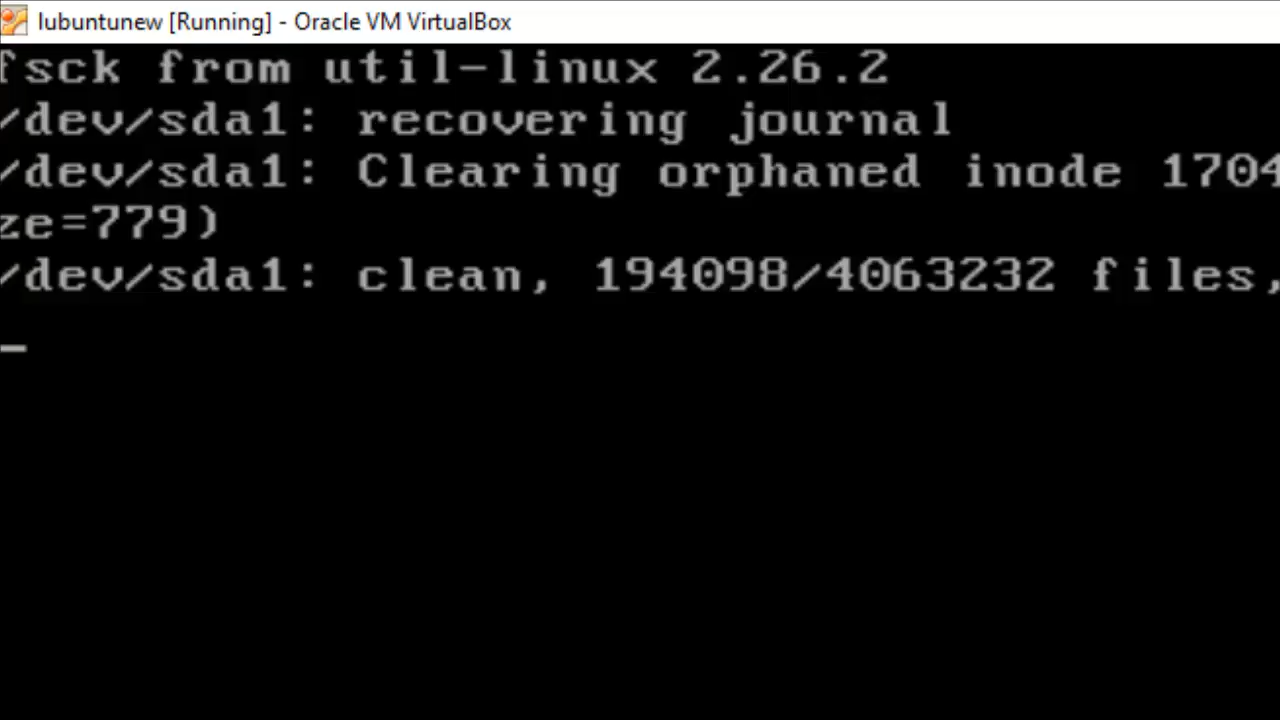 lubuntunew [Running] - Oracle VM VirtualBox
fsck from util-linux 2.26.2
/dev/sda1: recovering journal
/dev/sda1: Clearing orphaned inode 1704
ze=779)
/dev/sda1: clean, 194098/4063232 files,